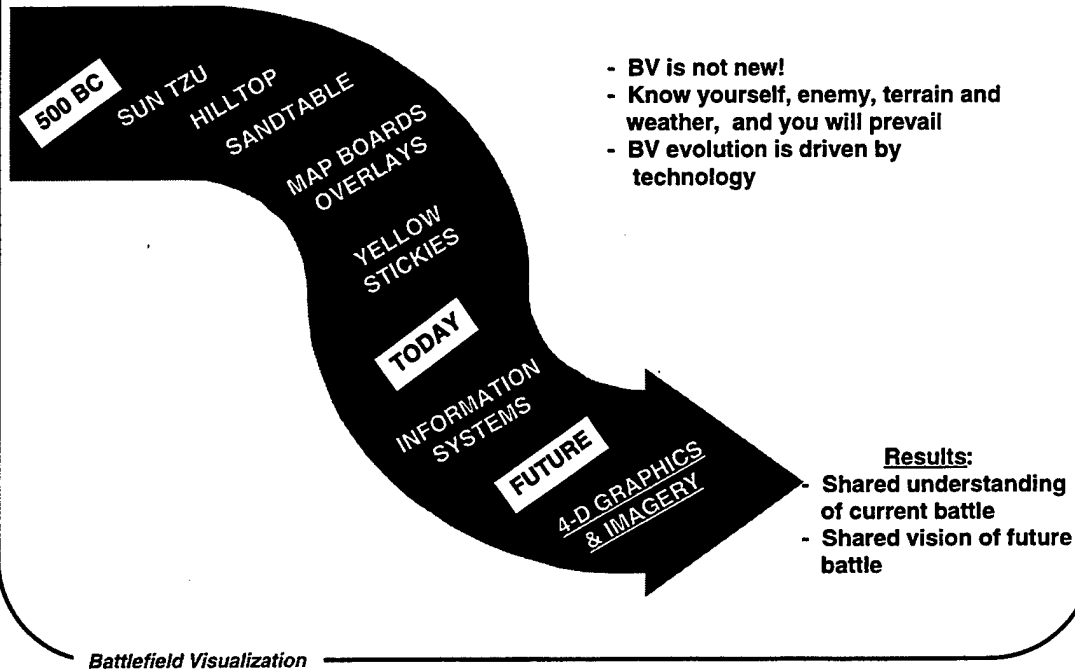 500 BC
SUN TZU
HILLTOP
SANDTABLE
MAP BOARDS
OVERLAYS
YELLOW
STICKIES
TODAY
INFORMATION
SYSTEMS
FUTURE
4-D GRAPHICS
& IMAGERY
- BV is not new!
- Know yourself, enemy, terrain and
weather, and you will prevail
- BV evolution is driven by
technology
Results:
- Shared understanding
of current battle
- Shared vision of future
battle
Battlefield Visualization